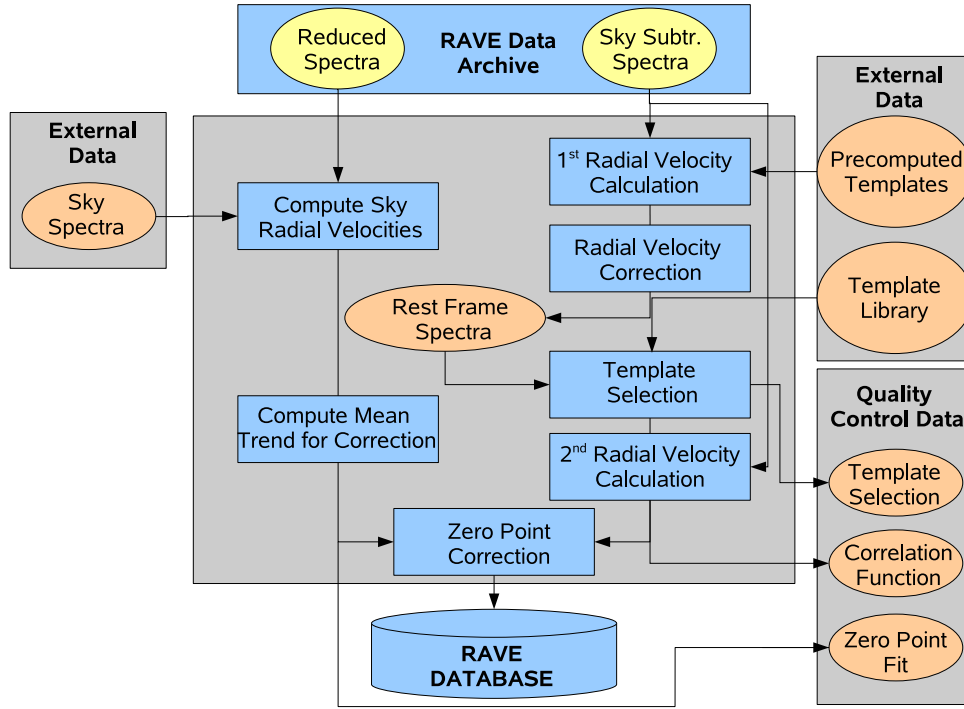 Reduced
Spectra
RAVE Data
Archive
Sky Subtr.
Spectra
External
Data
Sky
Spectra
External
Data
Precomputed
Templates
Template
Library
1st Radial Velocity
Calculation
Compute Sky
Radial Velocities
Radial Velocity
Correction
Rest Frame
Spectra
Template
Selection
Compute Mean
Trend for Correction
2nd Radial Velocity
Calculation
Zero Point
Correction
RAVE
DATABASE
Quality
Control Data
Template
Selection
Correlation
Function
Zero Point
Fit